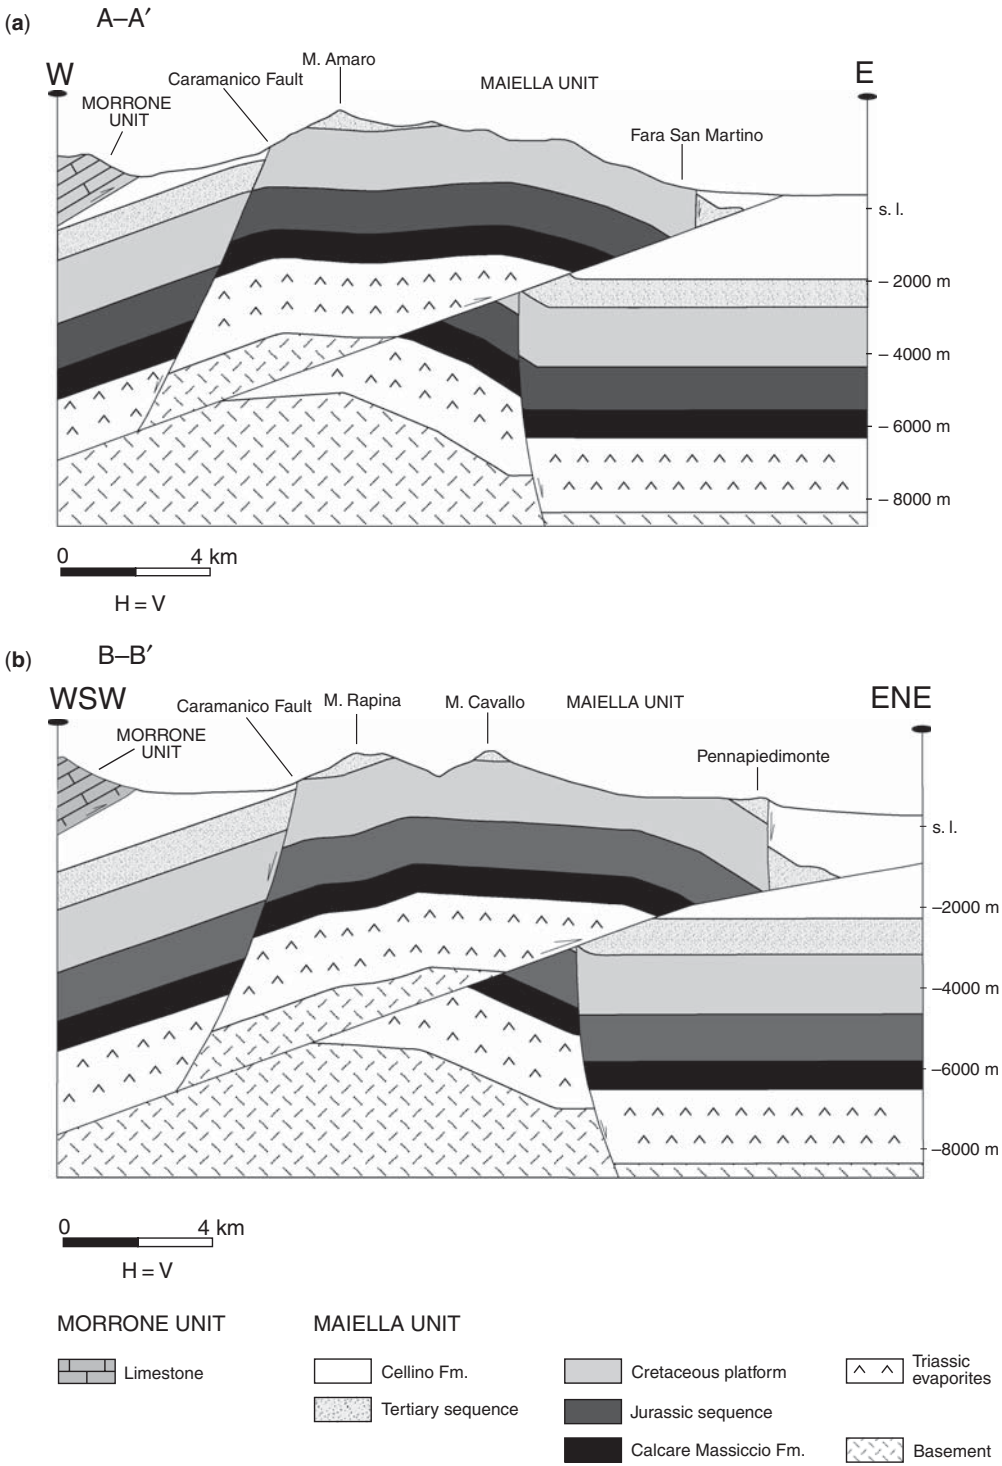 (a)
A–A′
W
Caramanico Fault
M. Amaro
MAIELLA UNIT
E
MORRONE
UNIT
Fara San Martino
s. l.
– 2000 m
– 4000 m
– 6000 m
– 8000 m
0 4 km
H = V
(b)
B–B′
WSW
Caramanico Fault
M. Rapina
M. Cavallo
MAIELLA UNIT
ENE
MORRONE
UNIT
Pennapiedimonte
s. l.
–2000 m
–4000 m
–6000 m
–8000 m
0 4 km
H = V
MORRONE UNIT
MAIELLA UNIT
Limestone
Cellino Fm.
Cretaceous platform
Triassic
evaporites
Tertiary sequence
Jurassic sequence
Calcare Massiccio Fm.
Basement